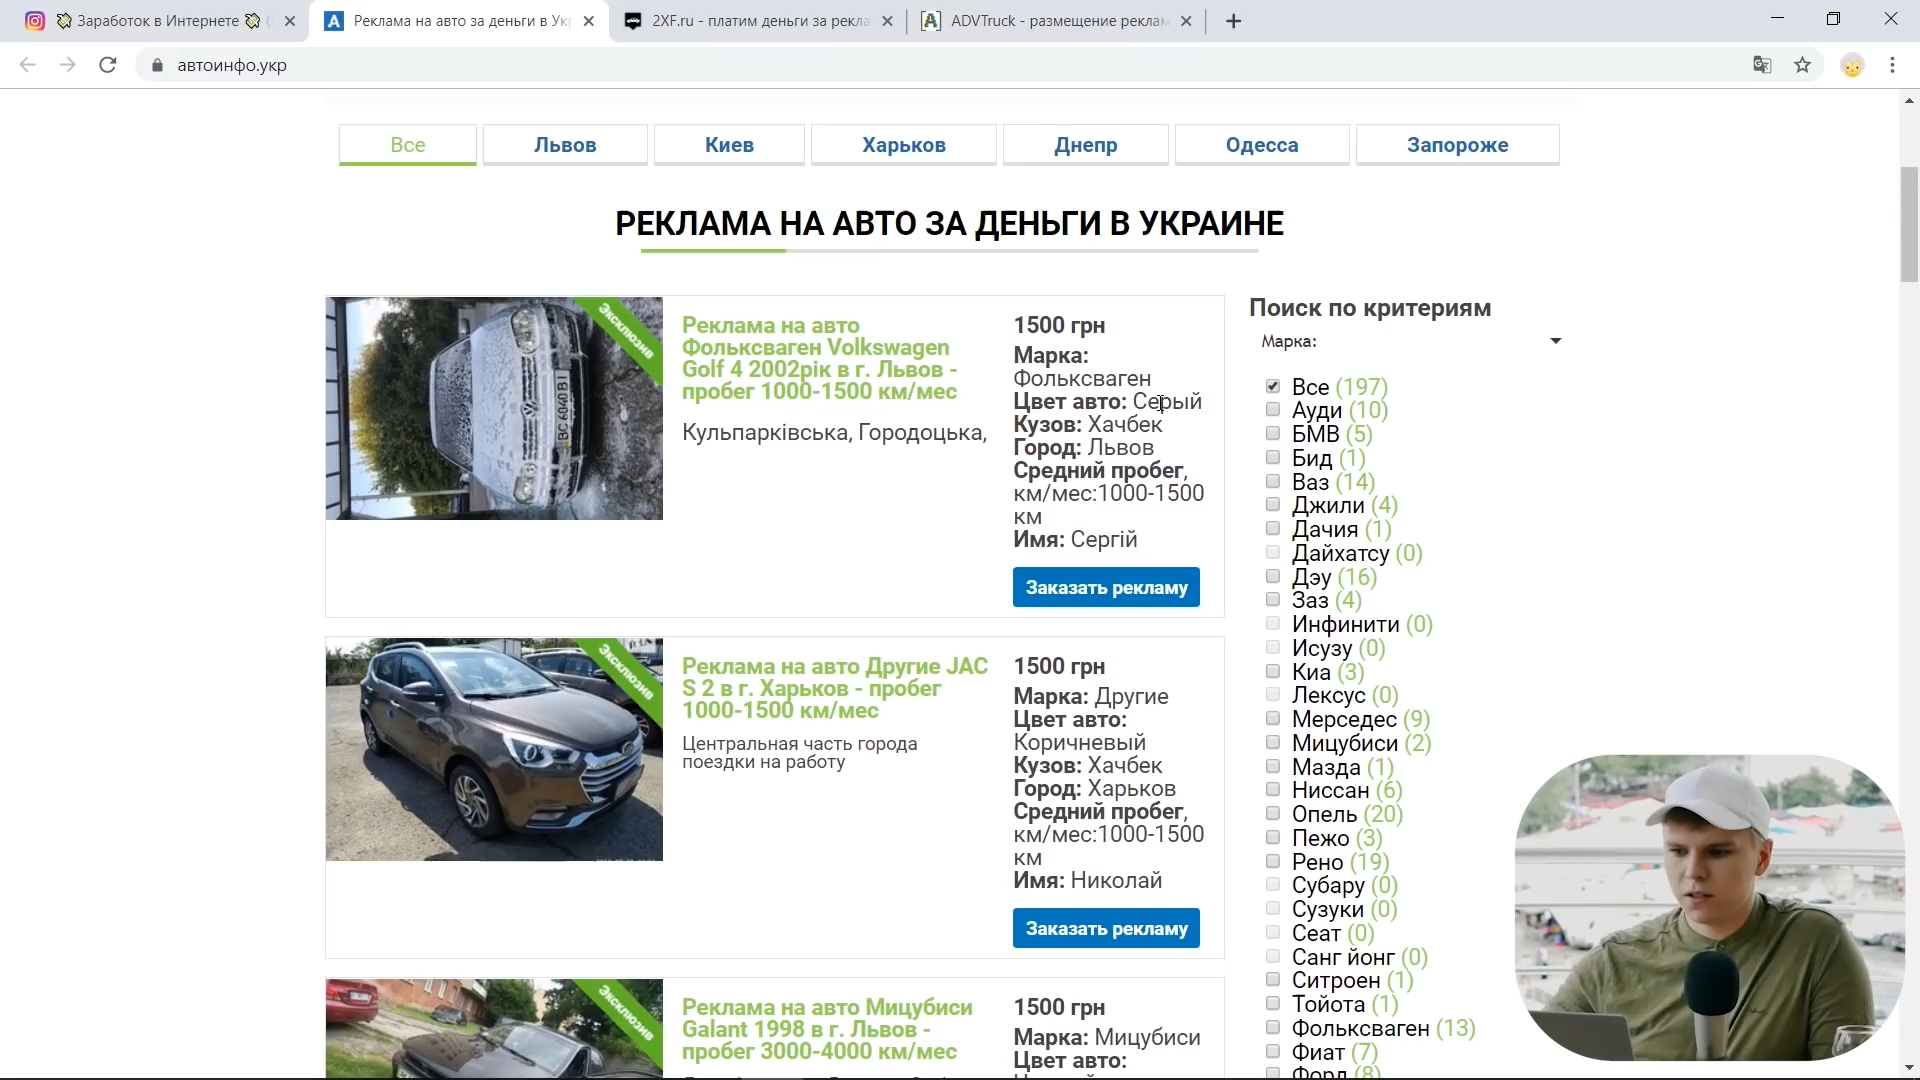 Заработок в Интернете
Реклама на авто за деньги в Ук
2XF.ru - платим деньги за рекла
ADVTruck - размещение реклам
автоинфо.укр
Все
Львов
Киев
Харьков
Днепр
Одесса
Запороже
РЕКЛАМА НА АВТО ЗА ДЕНЬГИ В УКРАИНЕ
Эксклюзив
BC 6040 BI
Реклама на авто
Фольксваген Volkswagen
Golf 4 2002рік в г. Львов -
пробег 1000-1500 км/мес
Кульпарківська, Городоцька,
1500 грн
Марка:
Фольксваген
Цвет авто: Серый
Кузов: Хачбек
Город: Львов
Средний пробег,
км/мес:1000-1500
км
Имя: Сергій
Заказать рекламу
Эксклюзив
Реклама на авто Другие JAC
S 2 в г. Харьков - пробег
1000-1500 км/мес
Центральная часть города
поездки на работу
1500 грн
Марка: Другие
Цвет авто:
Коричневый
Кузов: Хачбек
Город: Харьков
Средний пробег,
км/мес:1000-1500
км
Имя: Николай
Заказать рекламу
Эксклюзив
Реклама на авто Мицубиси
Galant 1998 в г. Львов -
пробег 3000-4000 км/мес
1500 грн
Марка: Мицубиси
Цвет авто:
Поиск по критериям
Марка:
Все (197)
Ауди (10)
БМВ (5)
Бид (1)
Ваз (14)
Джили (4)
Дачия (1)
Дайхатсу (0)
Дэу (16)
Заз (4)
Инфинити (0)
Исузу (0)
Киа (3)
Лексус (0)
Мерседес (9)
Мицубиси (2)
Мазда (1)
Ниссан (6)
Опель (20)
Пежо (3)
Рено (19)
Субару (0)
Сузуки (0)
Сеат (0)
Санг йонг (0)
Ситроен (1)
Тойота (1)
Фольксваген (13)
Фиат (7)
Форд (8)